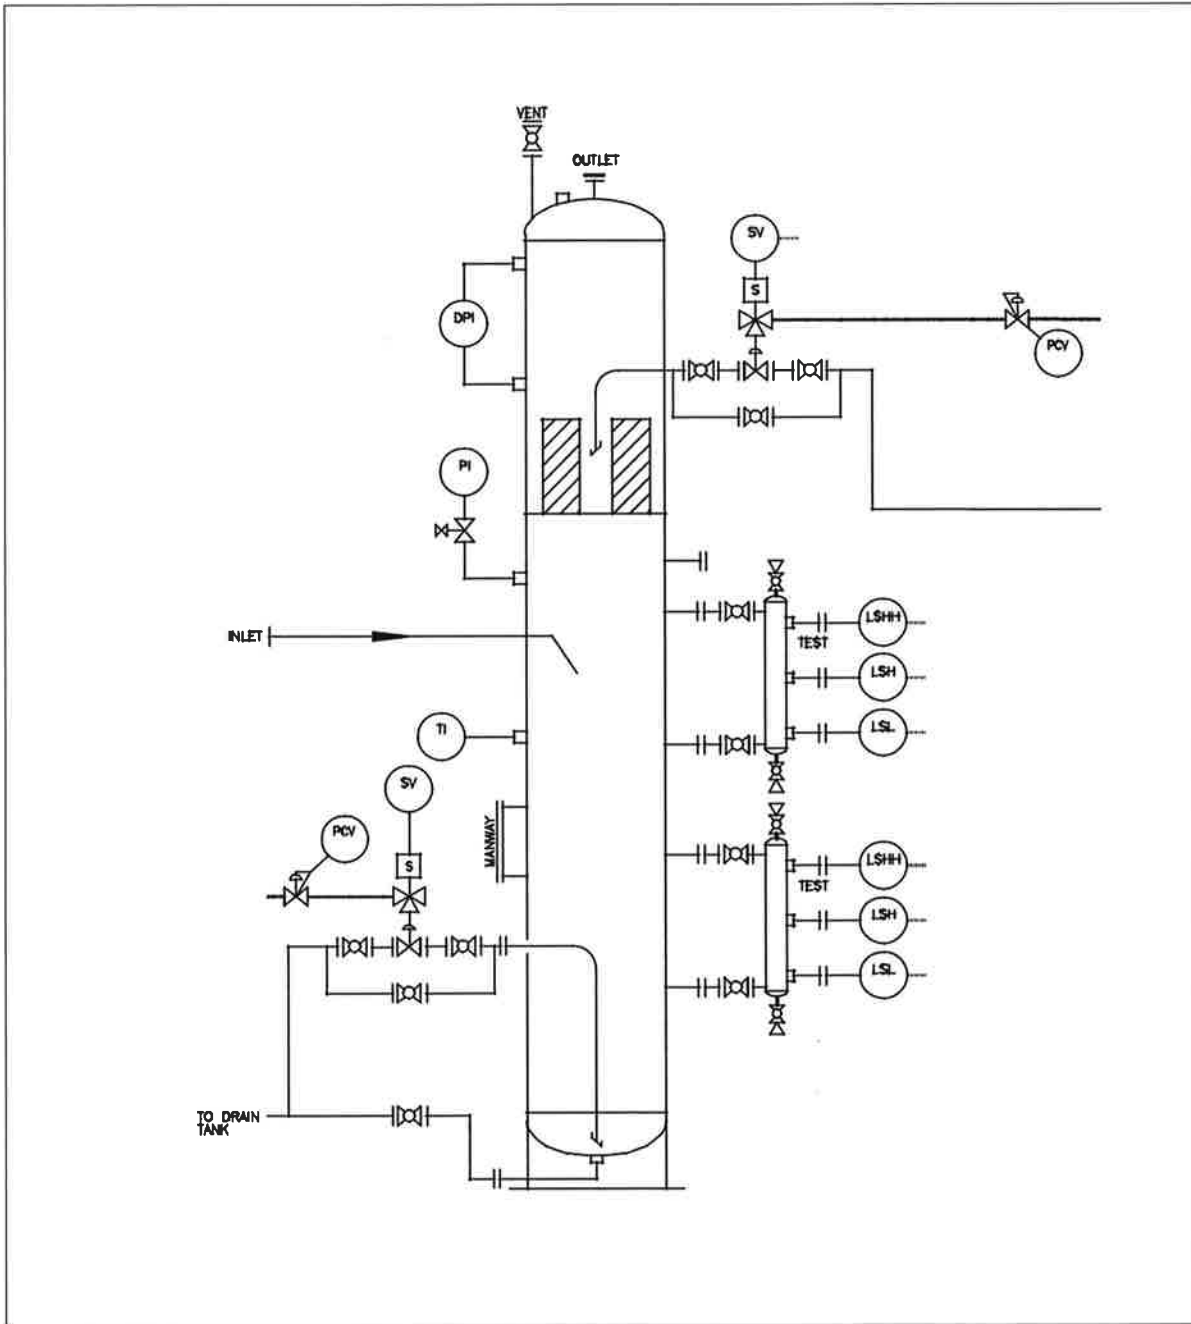 VENT
OUTLET
SV
S
DPI
PCV
PI
LSHH
TEST
INLET
LSH
LSL
TI
SV
MANWAY
PCV
S
LSHH
TEST
LSH
LSL
TO DRAIN
TANK